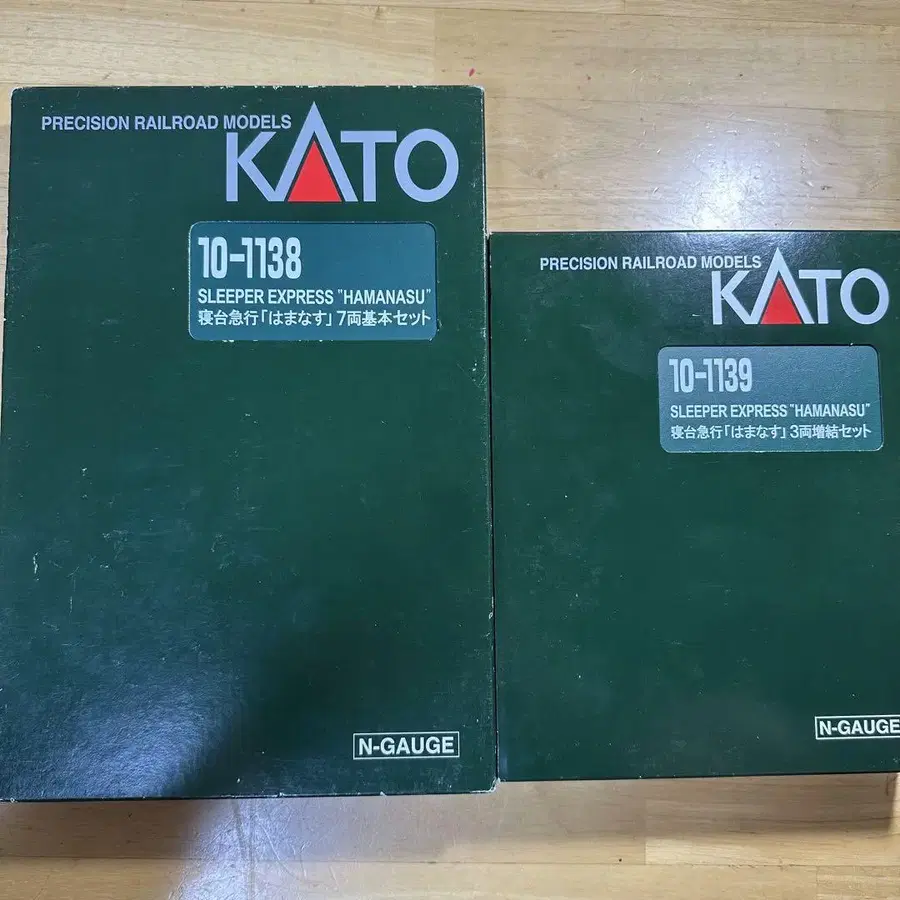 PRECISION RAILROAD MODELS
KATO
10-1138
SLEEPER EXPRESS "HAMANASU"
寝台急行「はまなす」7両基本セット
N-GAUGE
PRECISION RAILROAD MODELS
KATO
10-1139
SLEEPER EXPRESS "HAMANASU"
寝台急行「はまなす」3両増結セット
N-GAUGE